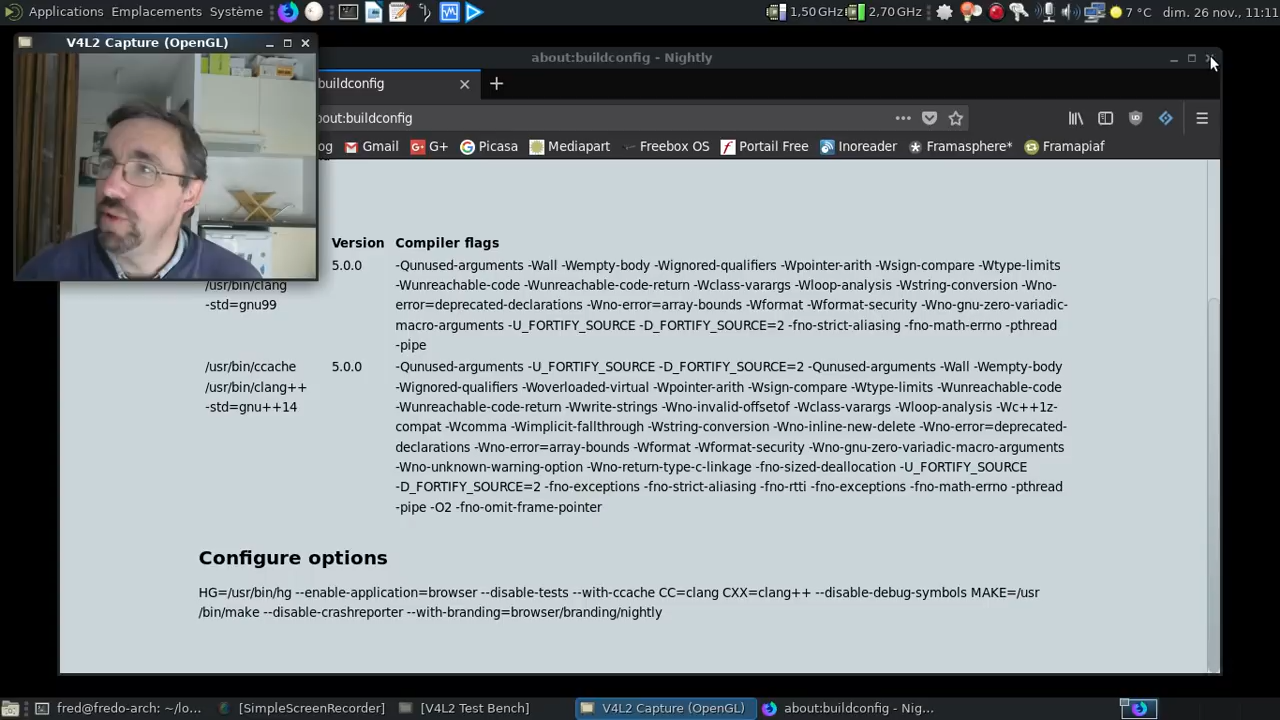 Applications Emplacements Système 1,50 GHz 2,70 GHz 7 °C dim. 26 nov., 11:11
V4L2 Capture (OpenGL)
about:buildconfig - Nightly
buildconfig
about:buildconfig
Gmail G+ Picasa Mediapart Freebox OS Portail Free Inoreader Framasphere* Framapiaf
Version Compiler flags
5.0.0 -Qunused-arguments -Wall -Wempty-body -Wignored-qualifiers -Wpointer-arith -Wsign-compare -Wtype-limits
/usr/bin/clang -Wunreachable-code -Wunreachable-code-return -Wclass-varargs -Wloop-analysis -Wstring-conversion -Wno-
-std=gnu99 error=deprecated-declarations -Wno-error=array-bounds -Wformat -Wformat-security -Wno-gnu-zero-variadic-
macro-arguments -U_FORTIFY_SOURCE -D_FORTIFY_SOURCE=2 -fno-strict-aliasing -fno-math-errno -pthread
-pipe
/usr/bin/ccache 5.0.0 -Qunused-arguments -U_FORTIFY_SOURCE -D_FORTIFY_SOURCE=2 -Qunused-arguments -Wall -Wempty-body
/usr/bin/clang++ -Wignored-qualifiers -Woverloaded-virtual -Wpointer-arith -Wsign-compare -Wtype-limits -Wunreachable-code
-std=gnu++14 -Wunreachable-code-return -Wwrite-strings -Wno-invalid-offsetof -Wclass-varargs -Wloop-analysis -Wc++1z-
compat -Wcomma -Wimplicit-fallthrough -Wstring-conversion -Wno-inline-new-delete -Wno-error=deprecated-
declarations -Wno-error=array-bounds -Wformat -Wformat-security -Wno-gnu-zero-variadic-macro-arguments
-Wno-unknown-warning-option -Wno-return-type-c-linkage -fno-sized-deallocation -U_FORTIFY_SOURCE
-D_FORTIFY_SOURCE=2 -fno-exceptions -fno-strict-aliasing -fno-rtti -fno-exceptions -fno-math-errno -pthread
-pipe -O2 -fno-omit-frame-pointer
Configure options
HG=/usr/bin/hg --enable-application=browser --disable-tests --with-ccache CC=clang CXX=clang++ --disable-debug-symbols MAKE=/usr
/bin/make --disable-crashreporter --with-branding=browser/branding/nightly
fred@fredo-arch: ~/lo... [SimpleScreenRecorder] [V4L2 Test Bench] V4L2 Capture (OpenGL) about:buildconfig - Nig...